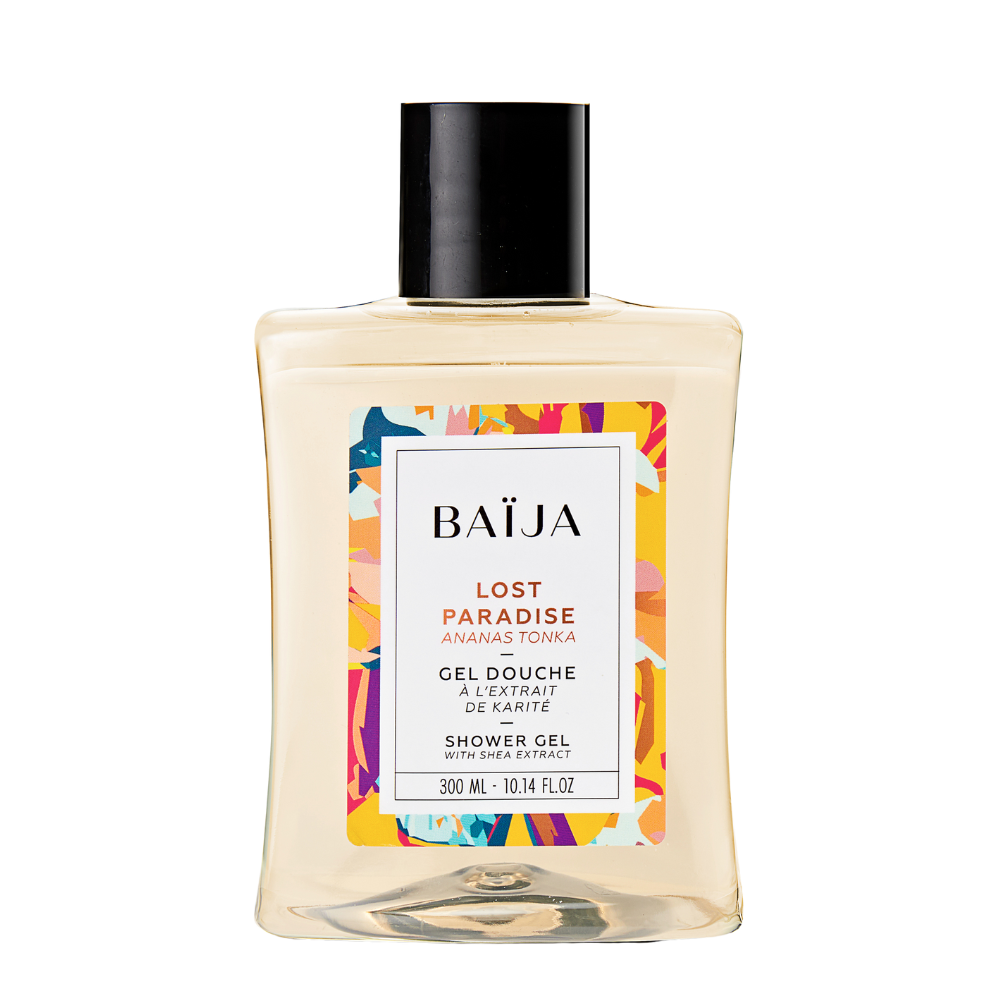 BAÏJA
LOST
PARADISE
ANANAS TONKA
GEL DOUCHE
À L'EXTRAIT
DE KARITÉ
SHOWER GEL
WITH SHEA EXTRACT
300 ML - 10.14 FL.OZ